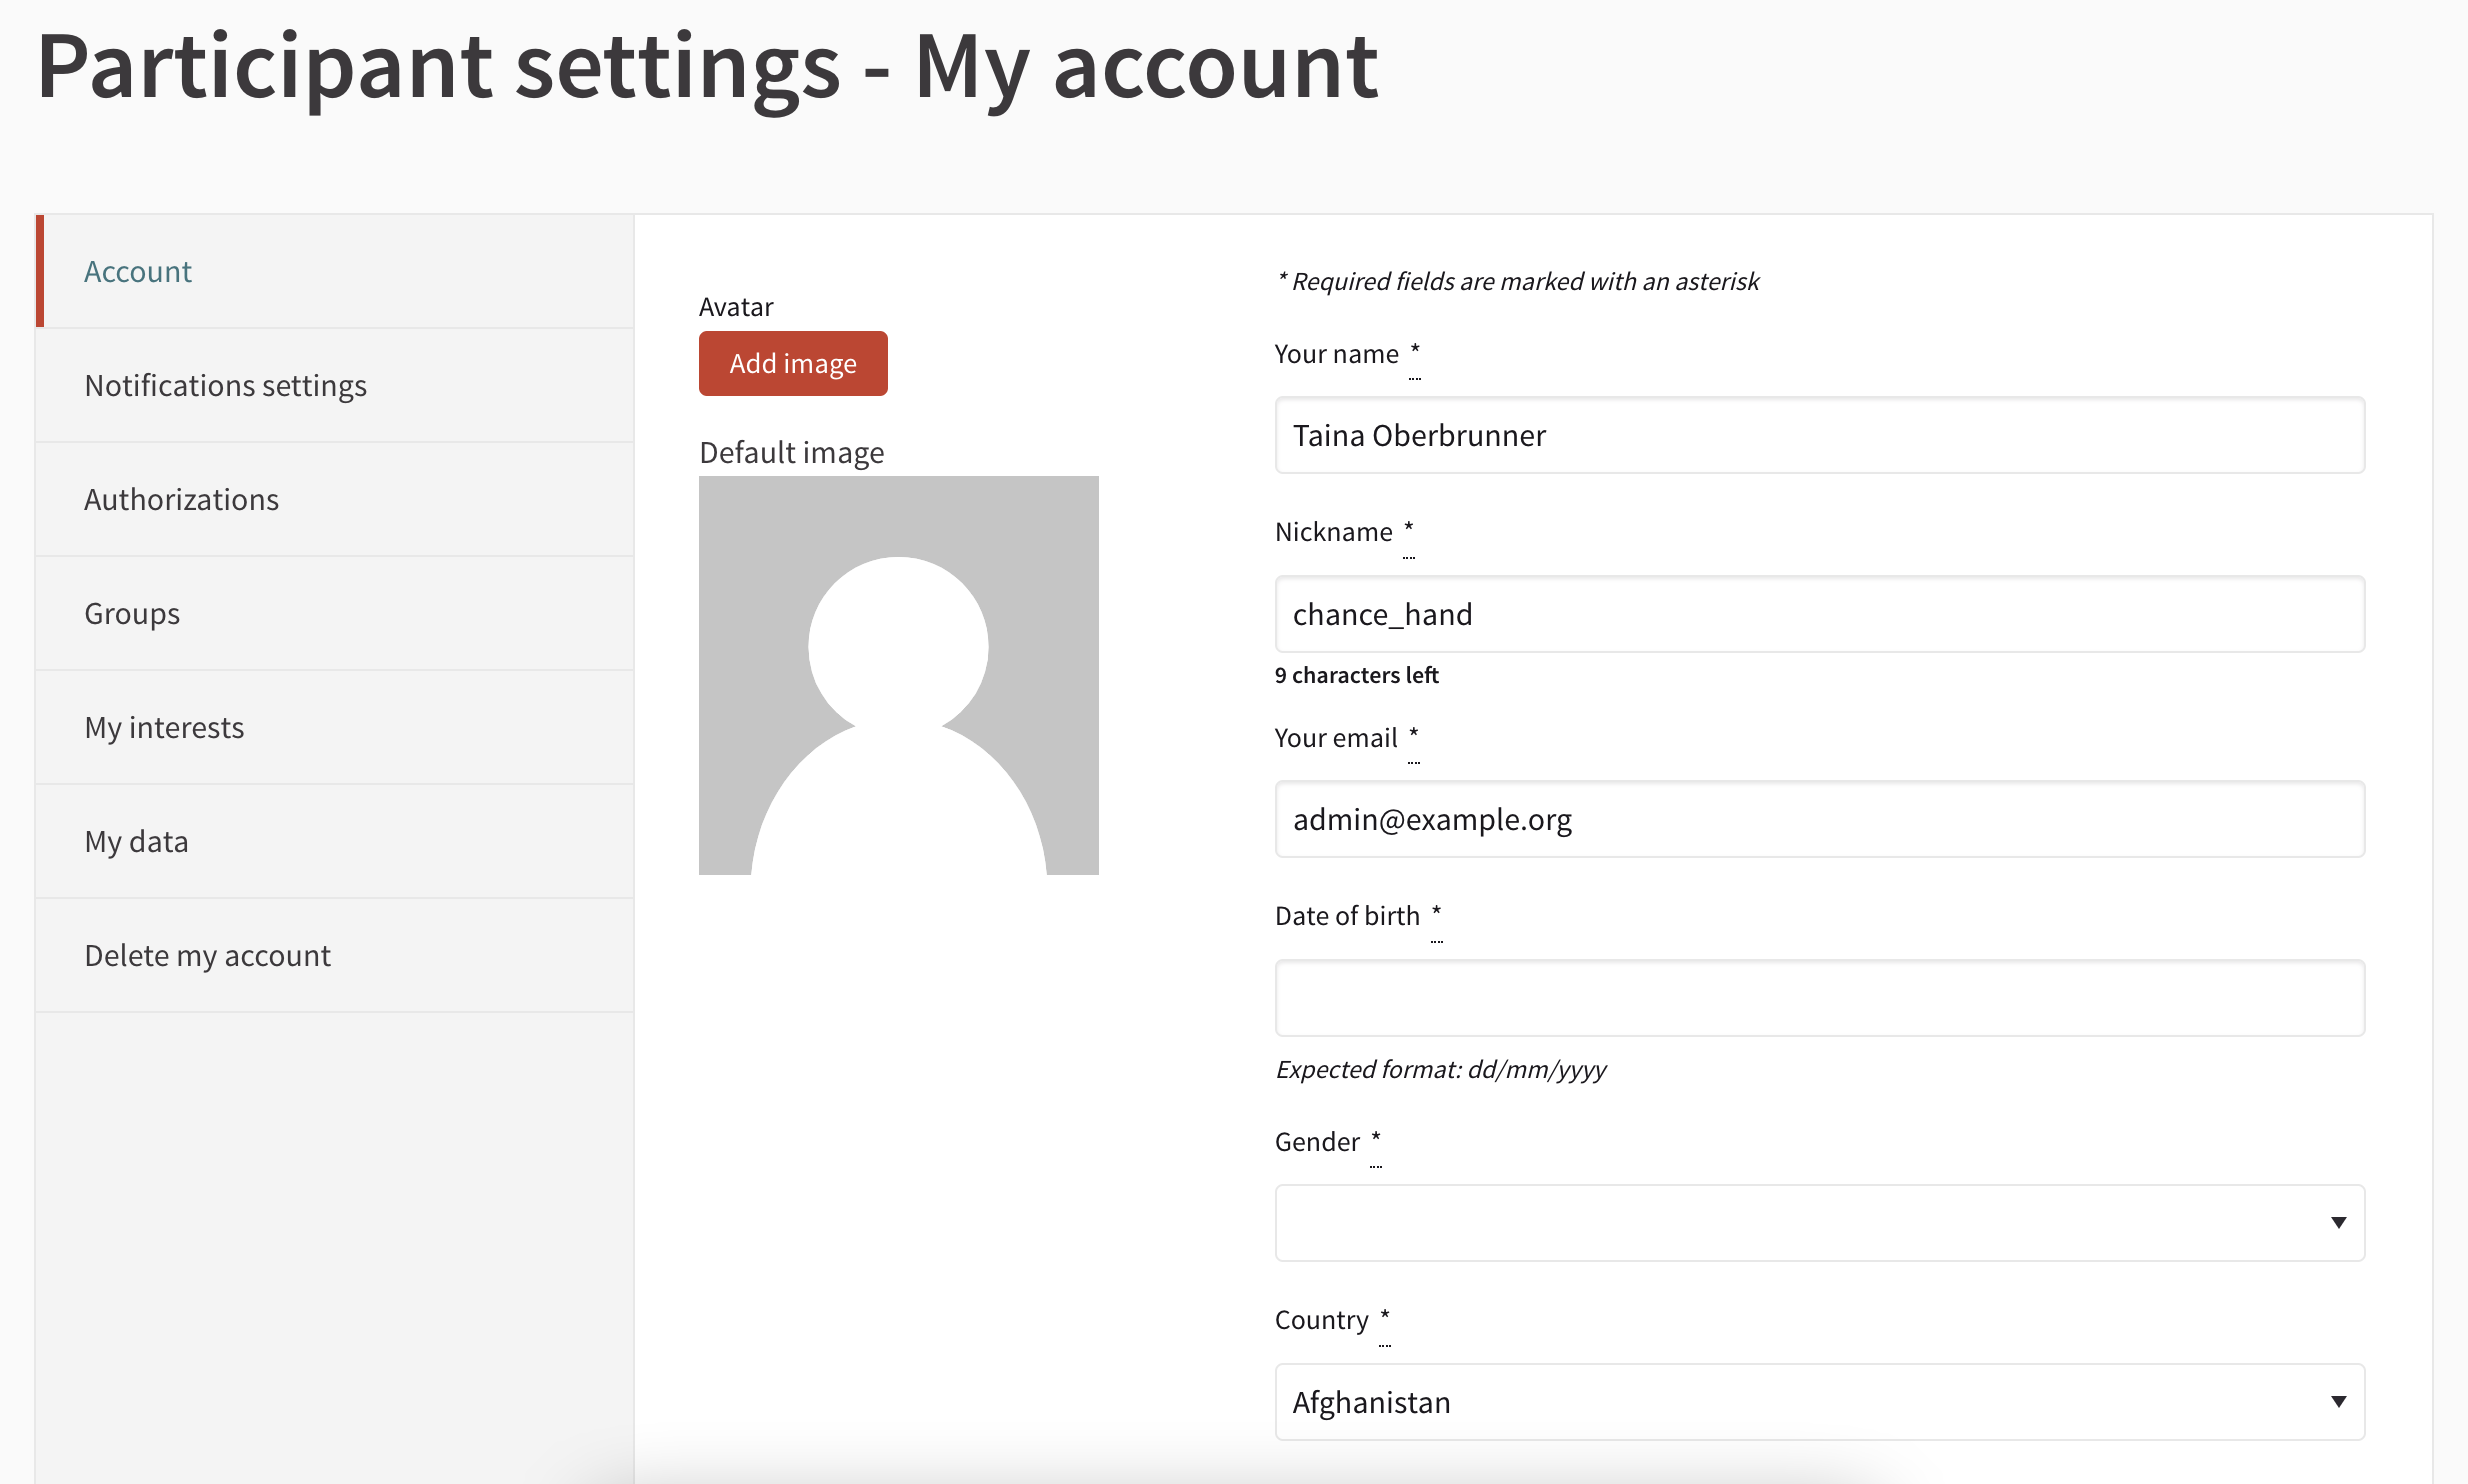 Participant settings - My account
Account
Notifications settings
Authorizations
Groups
My interests
My data
Delete my account
Avatar
Add image
Default image
* Required fields are marked with an asterisk
Your name *
Taina Oberbrunner
Nickname *
chance_hand
9 characters left
Your email *
admin@example.org
Date of birth *
Expected format: dd/mm/yyyy
Gender *
Country *
Afghanistan